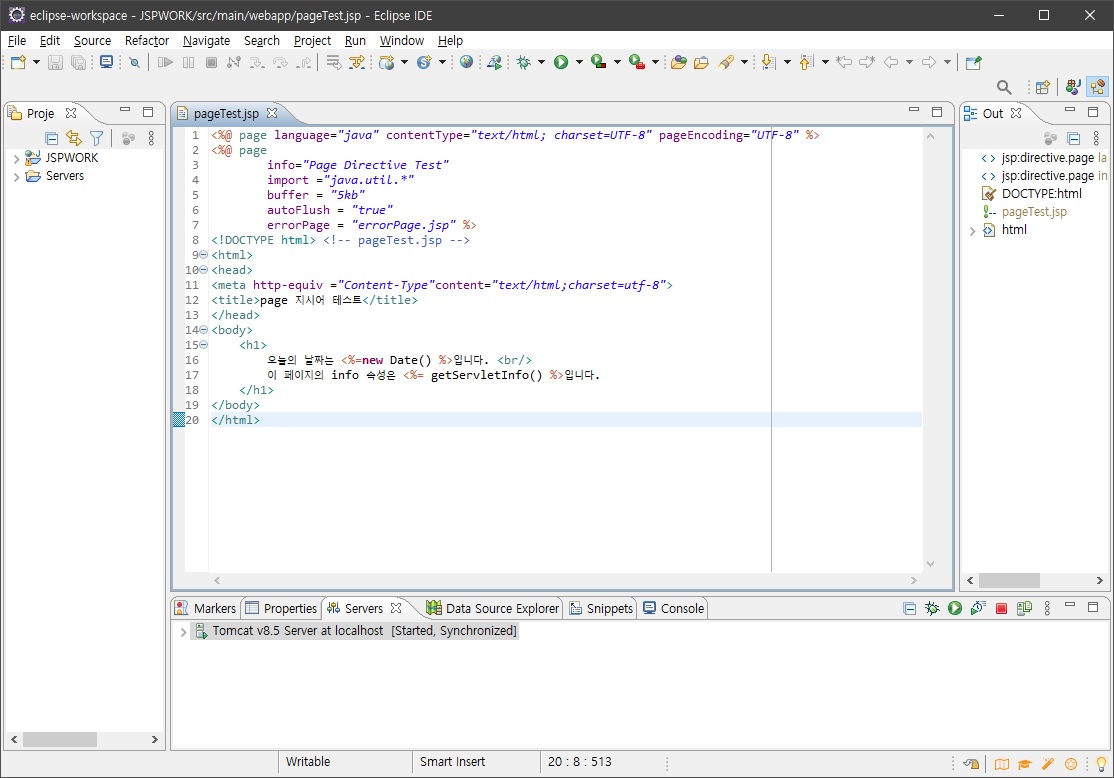 eclipse-workspace - JSPWORK/src/main/webapp/pageTest.jsp - Eclipse IDE
File Edit Source Refactor Navigate Search Project Run Window Help
Proje
JSPWORK
Servers
pageTest.jsp
1 <%@ page language="java" contentType="text/html; charset=UTF-8" pageEncoding="UTF-8" %>
2 <%@ page
3 info="Page Directive Test"
4 import ="java.util.*"
5 buffer = "5kb"
6 autoFlush = "true"
7 errorPage = "errorPage.jsp" %>
8 <!DOCTYPE html> <!-- pageTest.jsp -->
9 <html>
10 <head>
11 <meta http-equiv ="Content-Type"content="text/html;charset=utf-8">
12 <title>page 지시어 테스트</title>
13 </head>
14 <body>
15 <h1>
16 오늘의 날짜는 <%=new Date() %>입니다. <br/>
17 이 페이지의 info 속성은 <%= getServletInfo() %>입니다.
18 </h1>
19 </body>
20 </html>
Out
jsp:directive.page la
jsp:directive.page in
DOCTYPE:html
pageTest.jsp
html
Markers Properties Servers Data Source Explorer Snippets Console
Tomcat v8.5 Server at localhost [Started, Synchronized]
Writable Smart Insert 20 : 8 : 513